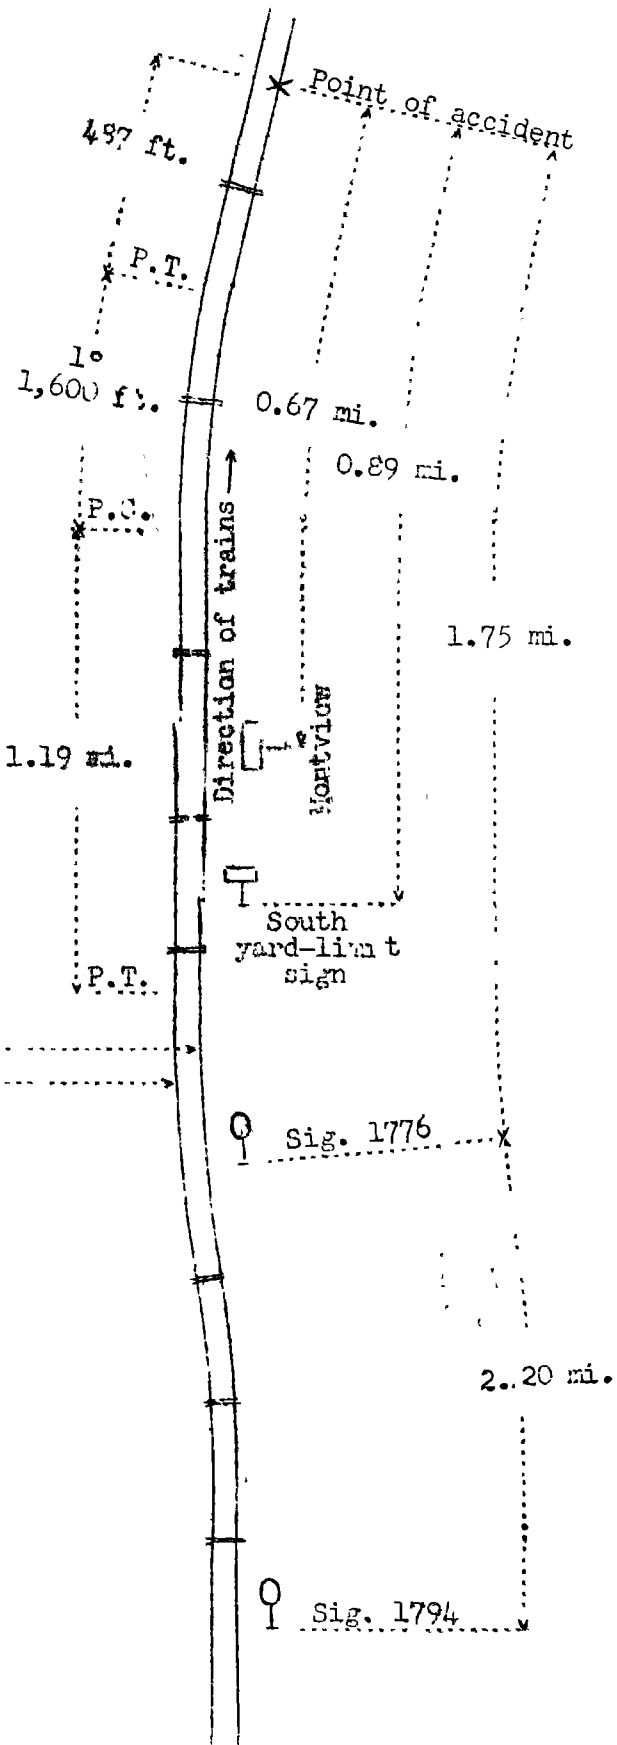 Point of accident
487 ft.
P.T.
1°
1,600 ft.
0.67 mi.
0.89 mi.
P.C.
Direction of trains
1.75 mi.
Montview
1.19 mi.
South
yard-limit
sign
P.T.
Sig. 1776
2.20 mi.
Sig. 1794